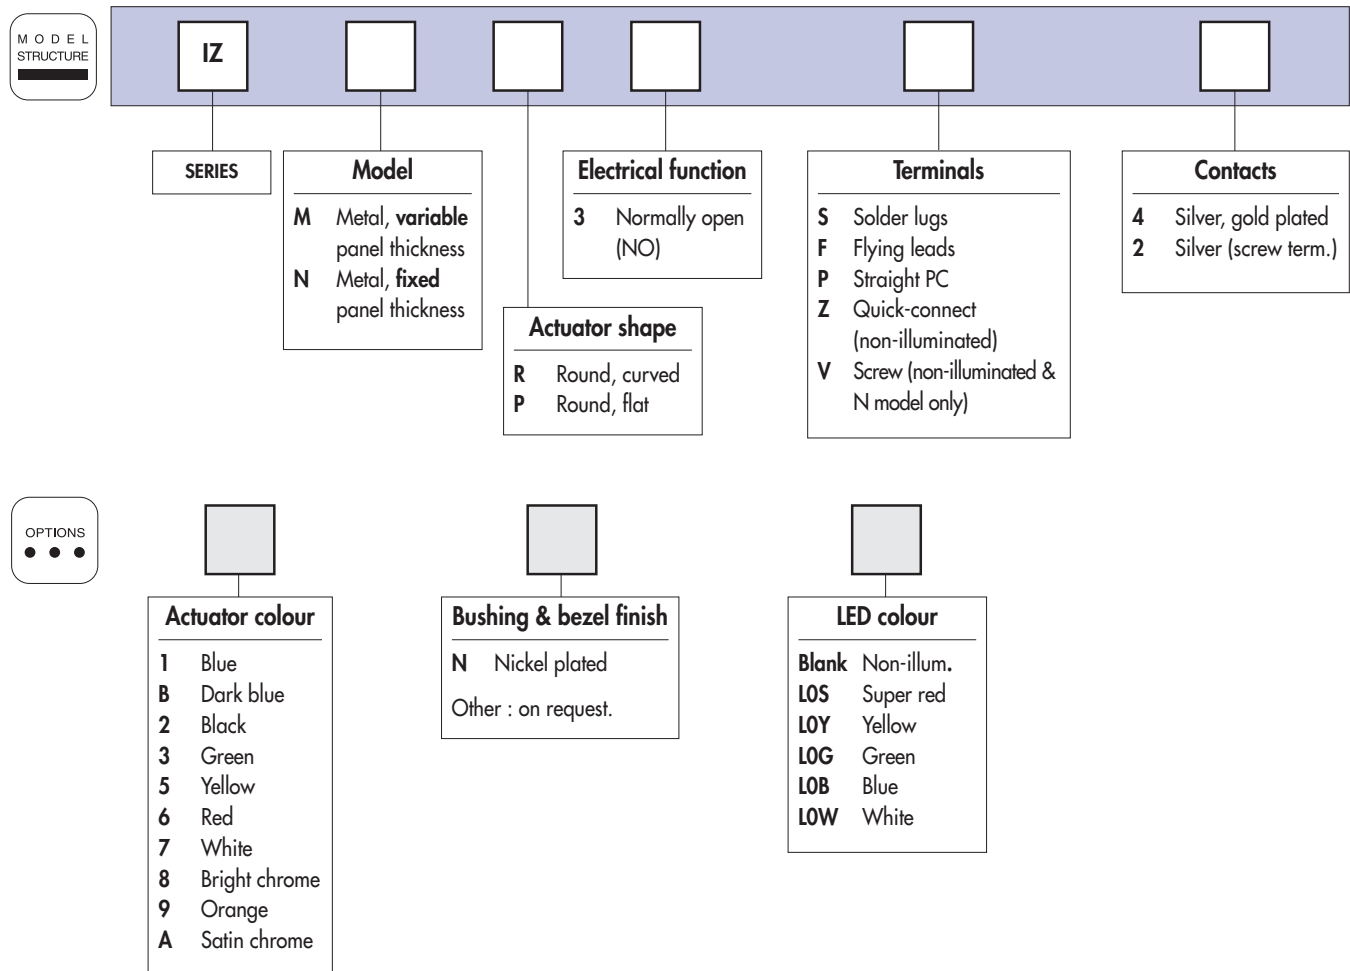 MODEL
STRUCTURE
IZ
SERIES
Model
M Metal, variable
panel thickness
N Metal, fixed
panel thickness
Actuator shape
R Round, curved
P Round, flat
Electrical function
3 Normally open
(NO)
Terminals
S Solder lugs
F Flying leads
P Straight PC
Z Quick-connect
(non-illuminated)
V Screw (non-illuminated &
N model only)
Contacts
4 Silver, gold plated
2 Silver (screw term.)
OPTIONS
Actuator colour
1 Blue
B Dark blue
2 Black
3 Green
5 Yellow
6 Red
7 White
8 Bright chrome
9 Orange
A Satin chrome
Bushing & bezel finish
N Nickel plated
Other : on request.
LED colour
Blank Non-illum.
L0S Super red
L0Y Yellow
L0G Green
L0B Blue
L0W White